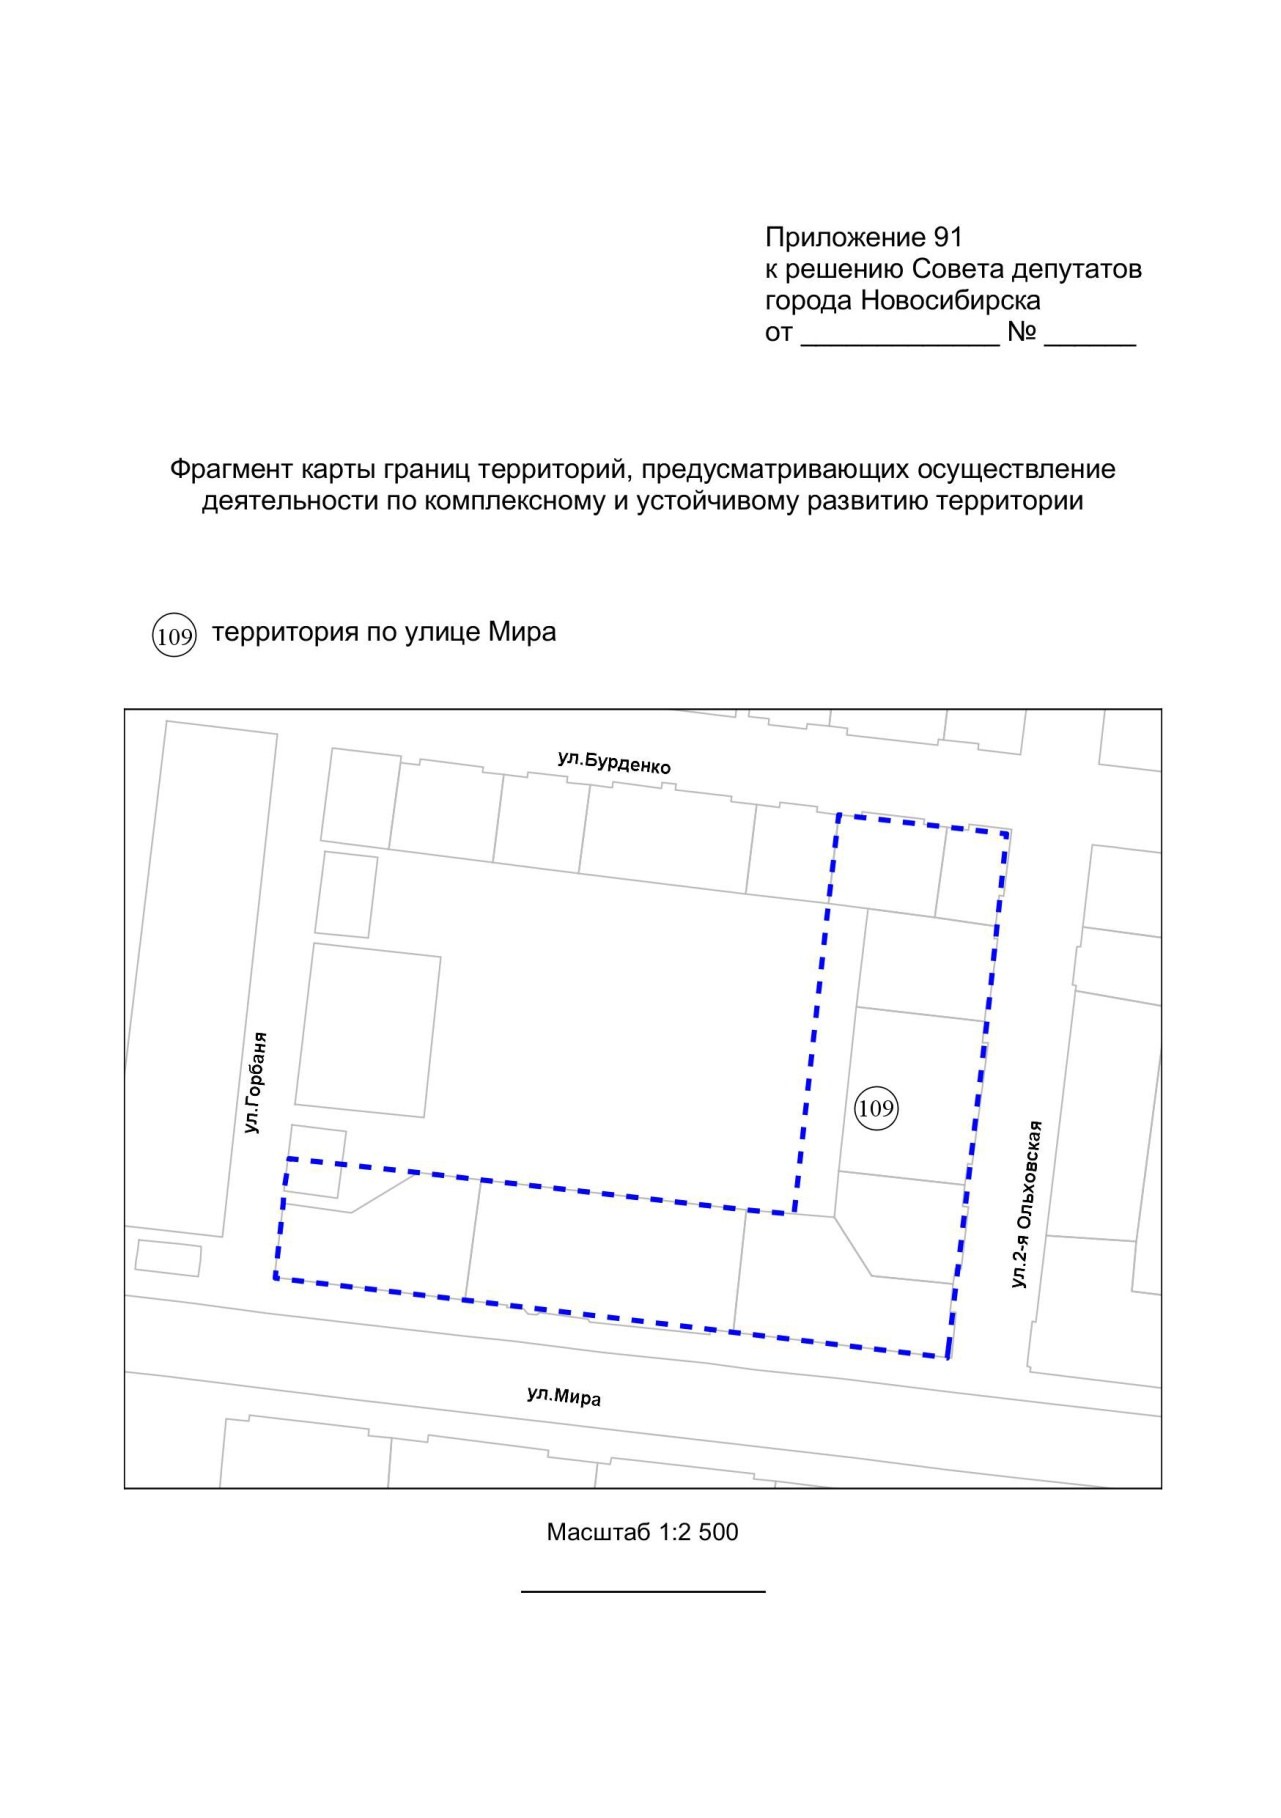 Приложение 91
к решению Совета депутатов
города Новосибирска
от _____________ № ______
Фрагмент карты границ территорий, предусматривающих осуществление
деятельности по комплексному и устойчивому развитию территории
109 территория по улице Мира
ул.Бурденко
ул.Горбаня
109
ул.2-я Ольховская
ул.Мира
Масштаб 1:2 500